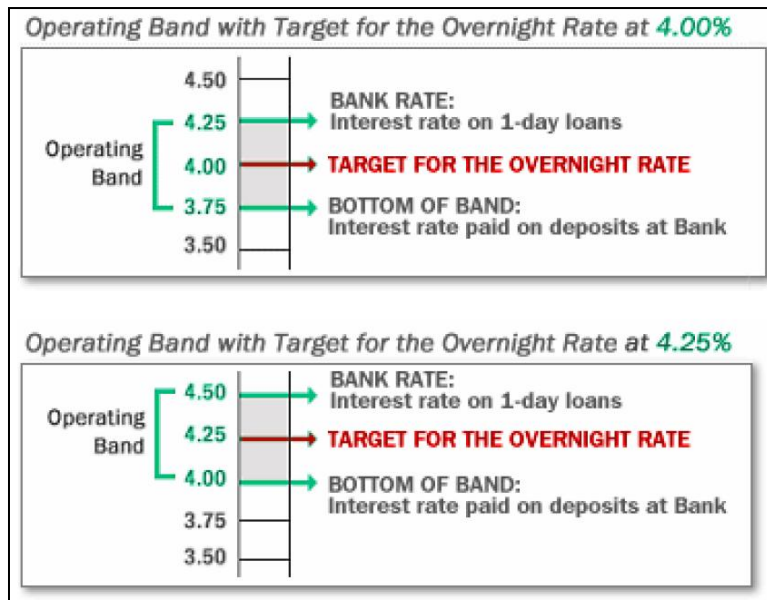 Operating Band with Target for the Overnight Rate at 4.00%
4.50
BANK RATE:
4.25
Interest rate on 1-day loans
Operating
Band
4.00
TARGET FOR THE OVERNIGHT RATE
3.75
BOTTOM OF BAND:
Interest rate paid on deposits at Bank
3.50
Operating Band with Target for the Overnight Rate at 4.25%
BANK RATE:
4.50
Interest rate on 1-day loans
Operating
Band
4.25
TARGET FOR THE OVERNIGHT RATE
4.00
BOTTOM OF BAND:
Interest rate paid on deposits at Bank
3.75
3.50